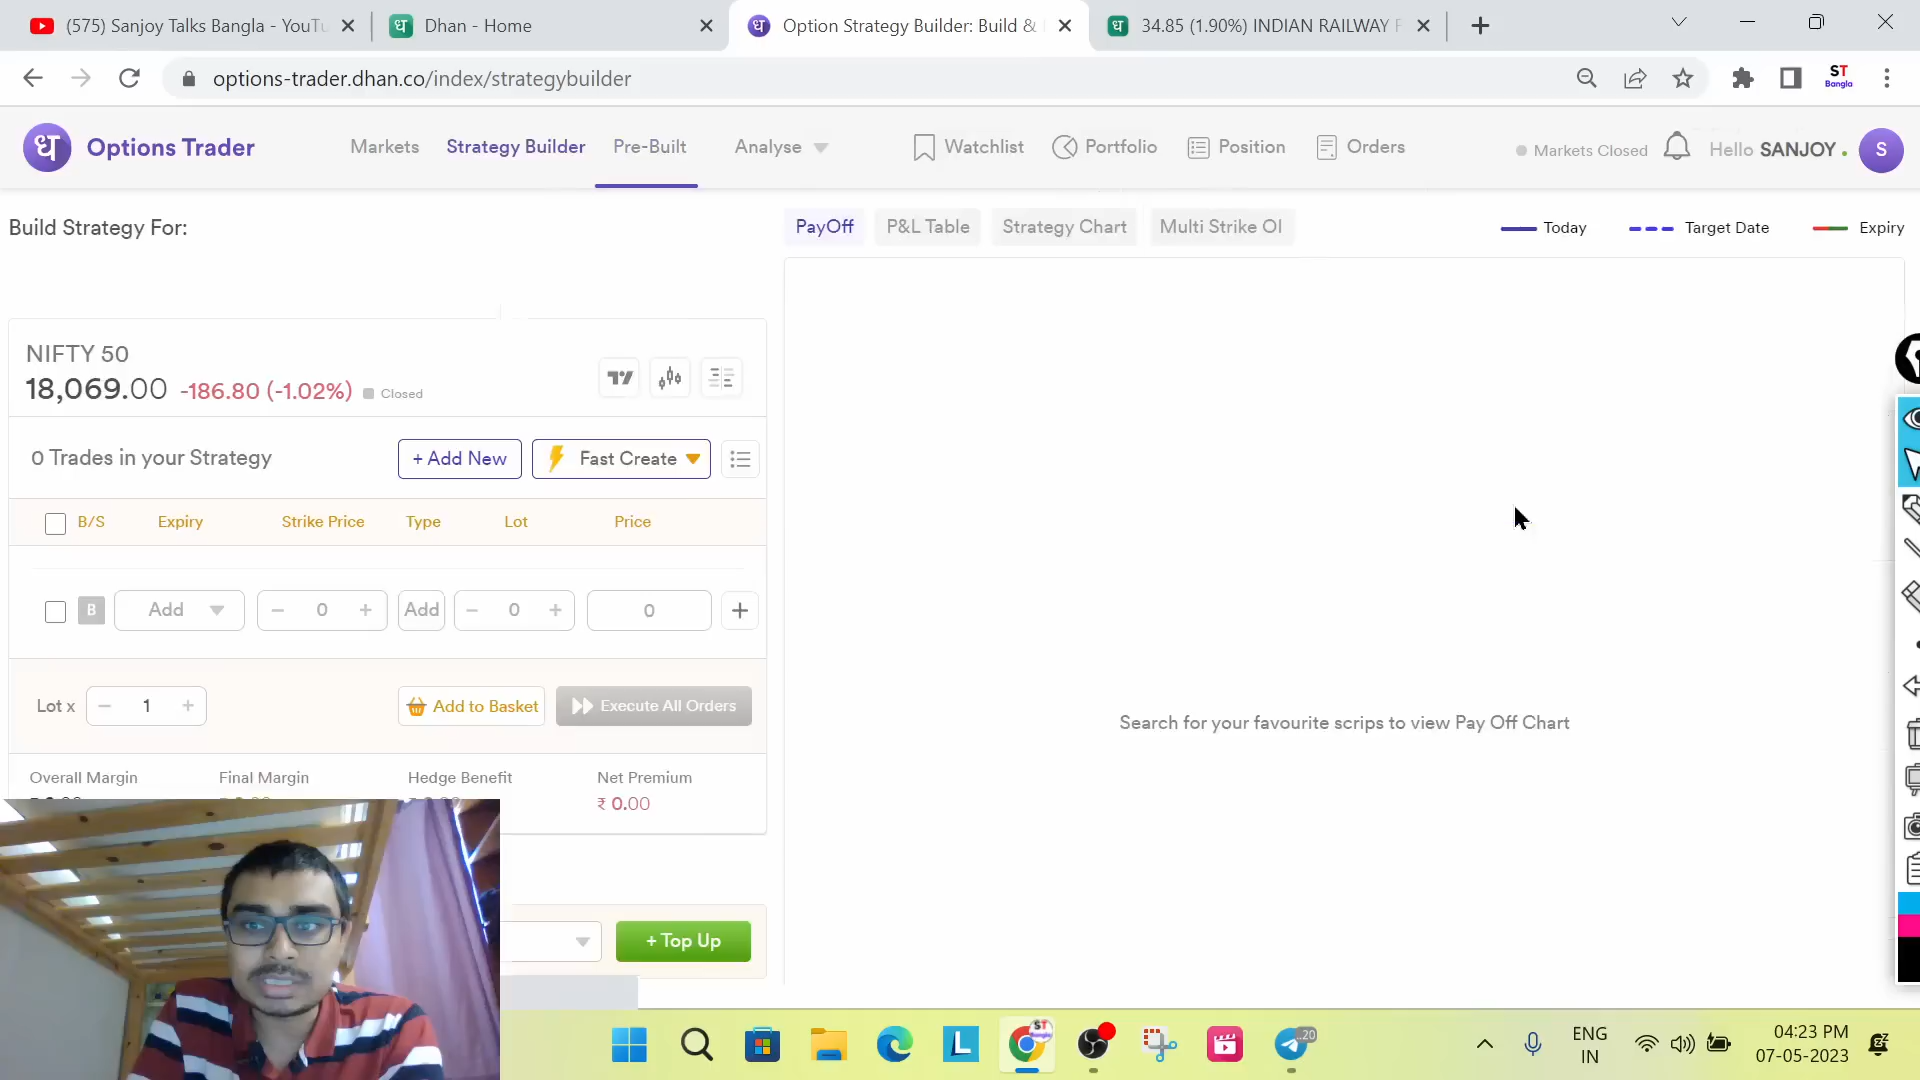 (575) Sanjoy Talks Bangla - YouTu
Dhan - Home
Option Strategy Builder: Build &
34.85 (1.90%) INDIAN RAILWAY F
options-trader.dhan.co/index/strategybuilder
ST
Bangla
ध Options Trader
Markets
Strategy Builder
Pre-Built
Analyse
Watchlist
Portfolio
Position
Orders
Markets Closed
Hello SANJOY
S
Build Strategy For:
PayOff
P&L Table
Strategy Chart
Multi Strike OI
Today
Target Date
Expiry
NIFTY 50
18,069.00 -186.80 (-1.02%) Closed
0 Trades in your Strategy
+ Add New
Fast Create
B/S Expiry Strike Price Type Lot Price
B Add − 0 + Add − 0 + 0 +
Lot x − 1 +
Add to Basket
Execute All Orders
Search for your favourite scrips to view Pay Off Chart
Overall Margin Final Margin Hedge Benefit Net Premium
₹ 0.00
+ Top Up
ST
20
ENG
IN
04:23 PM
07-05-2023